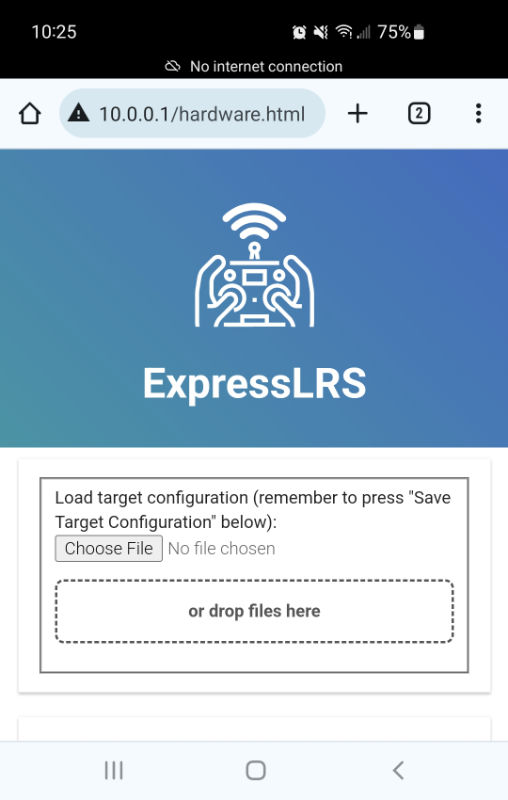 10:25
75%
No internet connection
10.0.0.1/hardware.html
2
ExpressLRS
Load target configuration (remember to press "Save
Target Configuration" below):
Choose File No file chosen
or drop files here